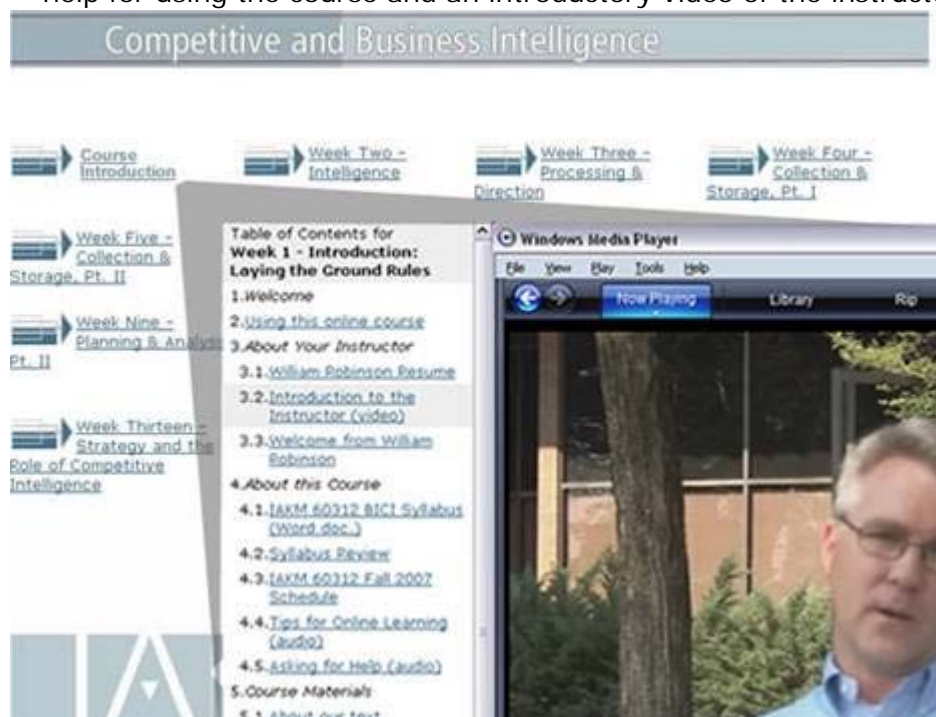 help for using the course and an introductory video of the instruct
Competitive and Business Intelligence
Course
Introduction
Week Two -
Intelligence
Week Three -
Processing &
Direction
Week Four -
Collection &
Storage, Pt. I
Week Five -
Collection &
Storage, Pt. II
Week Nine -
Planning & Analys
Pt. II
Week Thirteen -
Strategy and the
Role of Competitive
Intelligence
Table of Contents for
Week 1 - Introduction:
Laying the Ground Rules
1.Welcome
2.Using this online course
3.About Your Instructor
3.1.William Robinson Resume
3.2.Introduction to the
Instructor (video)
3.3.Welcome from William
Robinson
4.About this Course
4.1.IAKM 60312 BICI Syllabus
(Word doc.)
4.2.Syllabus Review
4.3.IAKM 60312 Fall 2007
Schedule
4.4.Tips for Online Learning
(audio)
4.5.Asking for Help (audio)
5.Course Materials
5.1.About our text
Windows Media Player
File View Play Tools Help
Now Playing Library Rip
IA